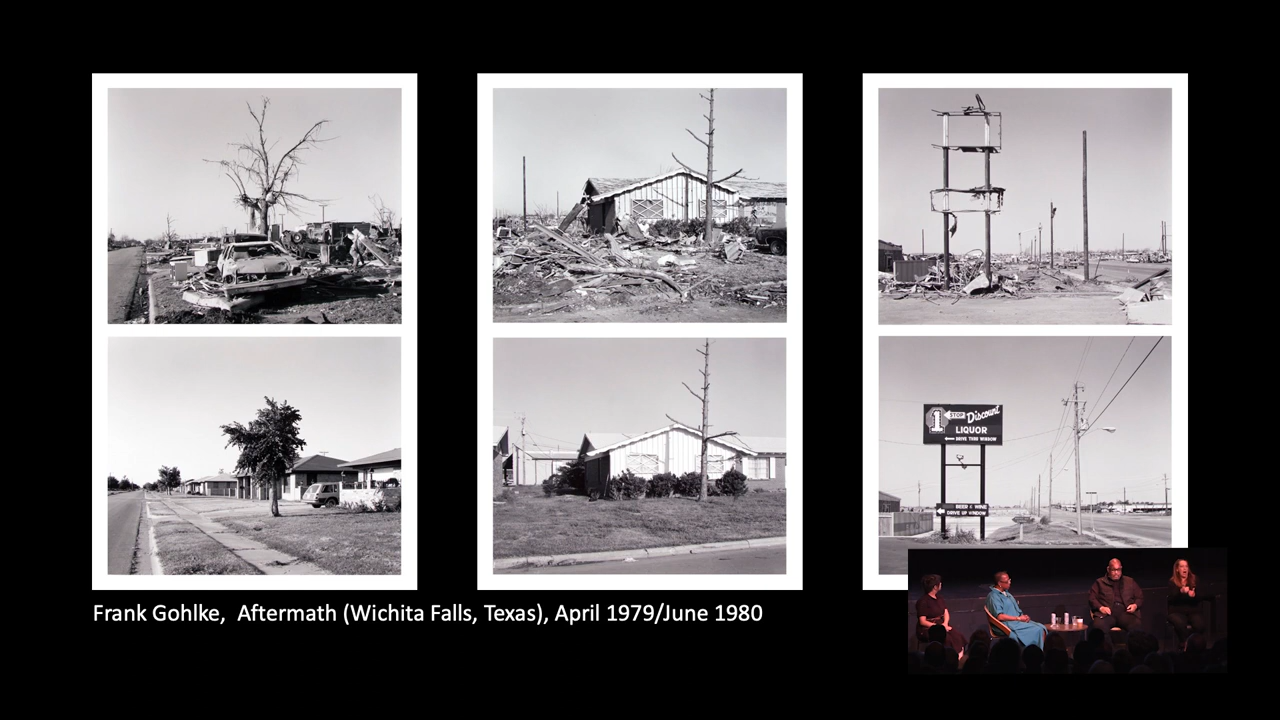 1 STOP Discount
LIQUOR
DRIVE THRU WINDOW
BEER & WINE
DRIVE UP WINDOW
Frank Gohlke,  Aftermath (Wichita Falls, Texas), April 1979/June 1980